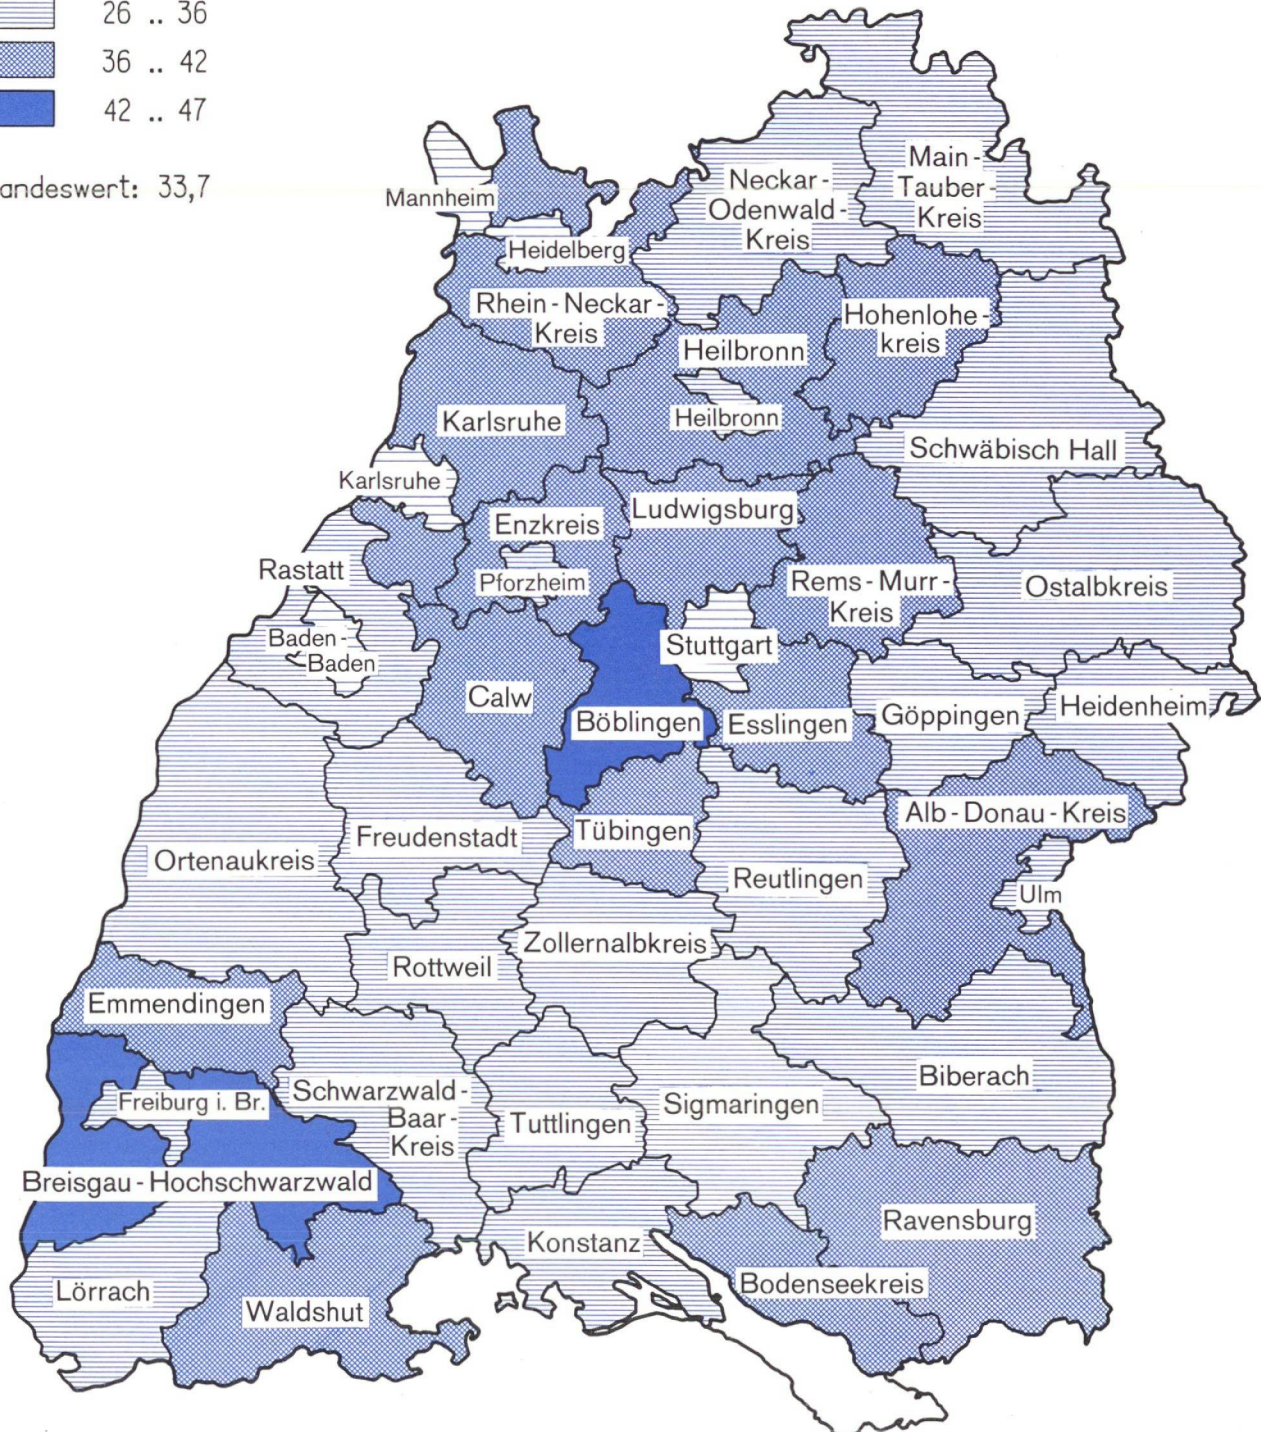 26 .. 36
36 .. 42
42 .. 47
andeswert: 33,7
Main-
Tauber-
Kreis
Neckar-
Odenwald-
Kreis
Mannheim
Heidelberg
Rhein-Neckar-
Kreis
Hohenlohe-
kreis
Heilbronn
Heilbronn
Karlsruhe
Schwäbisch Hall
Karlsruhe
Ludwigsburg
Enzkreis
Rastatt
Pforzheim
Rems-Murr-
Kreis
Ostalbkreis
Baden-
Baden
Stuttgart
Calw
Böblingen
Esslingen
Göppingen
Heidenheim
Alb-Donau-Kreis
Freudenstadt
Tübingen
Ortenaukreis
Reutlingen
Ulm
Zollernalbkreis
Rottweil
Emmendingen
Biberach
Schwarzwald-
Baar-
Kreis
Freiburg i. Br.
Sigmaringen
Tuttlingen
Breisgau-Hochschwarzwald
Ravensburg
Konstanz
Bodenseekreis
Lörrach
Waldshut